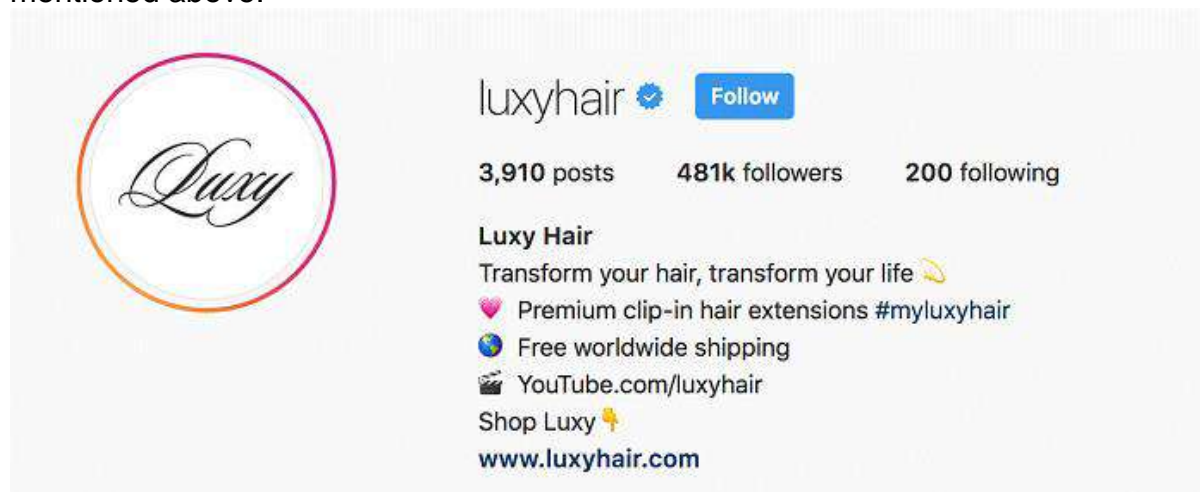 mentioned above.
Luxy
luxyhair Follow
3,910 posts 481k followers 200 following
Luxy Hair
Transform your hair, transform your life 💫
💗 Premium clip-in hair extensions #myluxyhair
🌎 Free worldwide shipping
🎬 YouTube.com/luxyhair
Shop Luxy👇
www.luxyhair.com